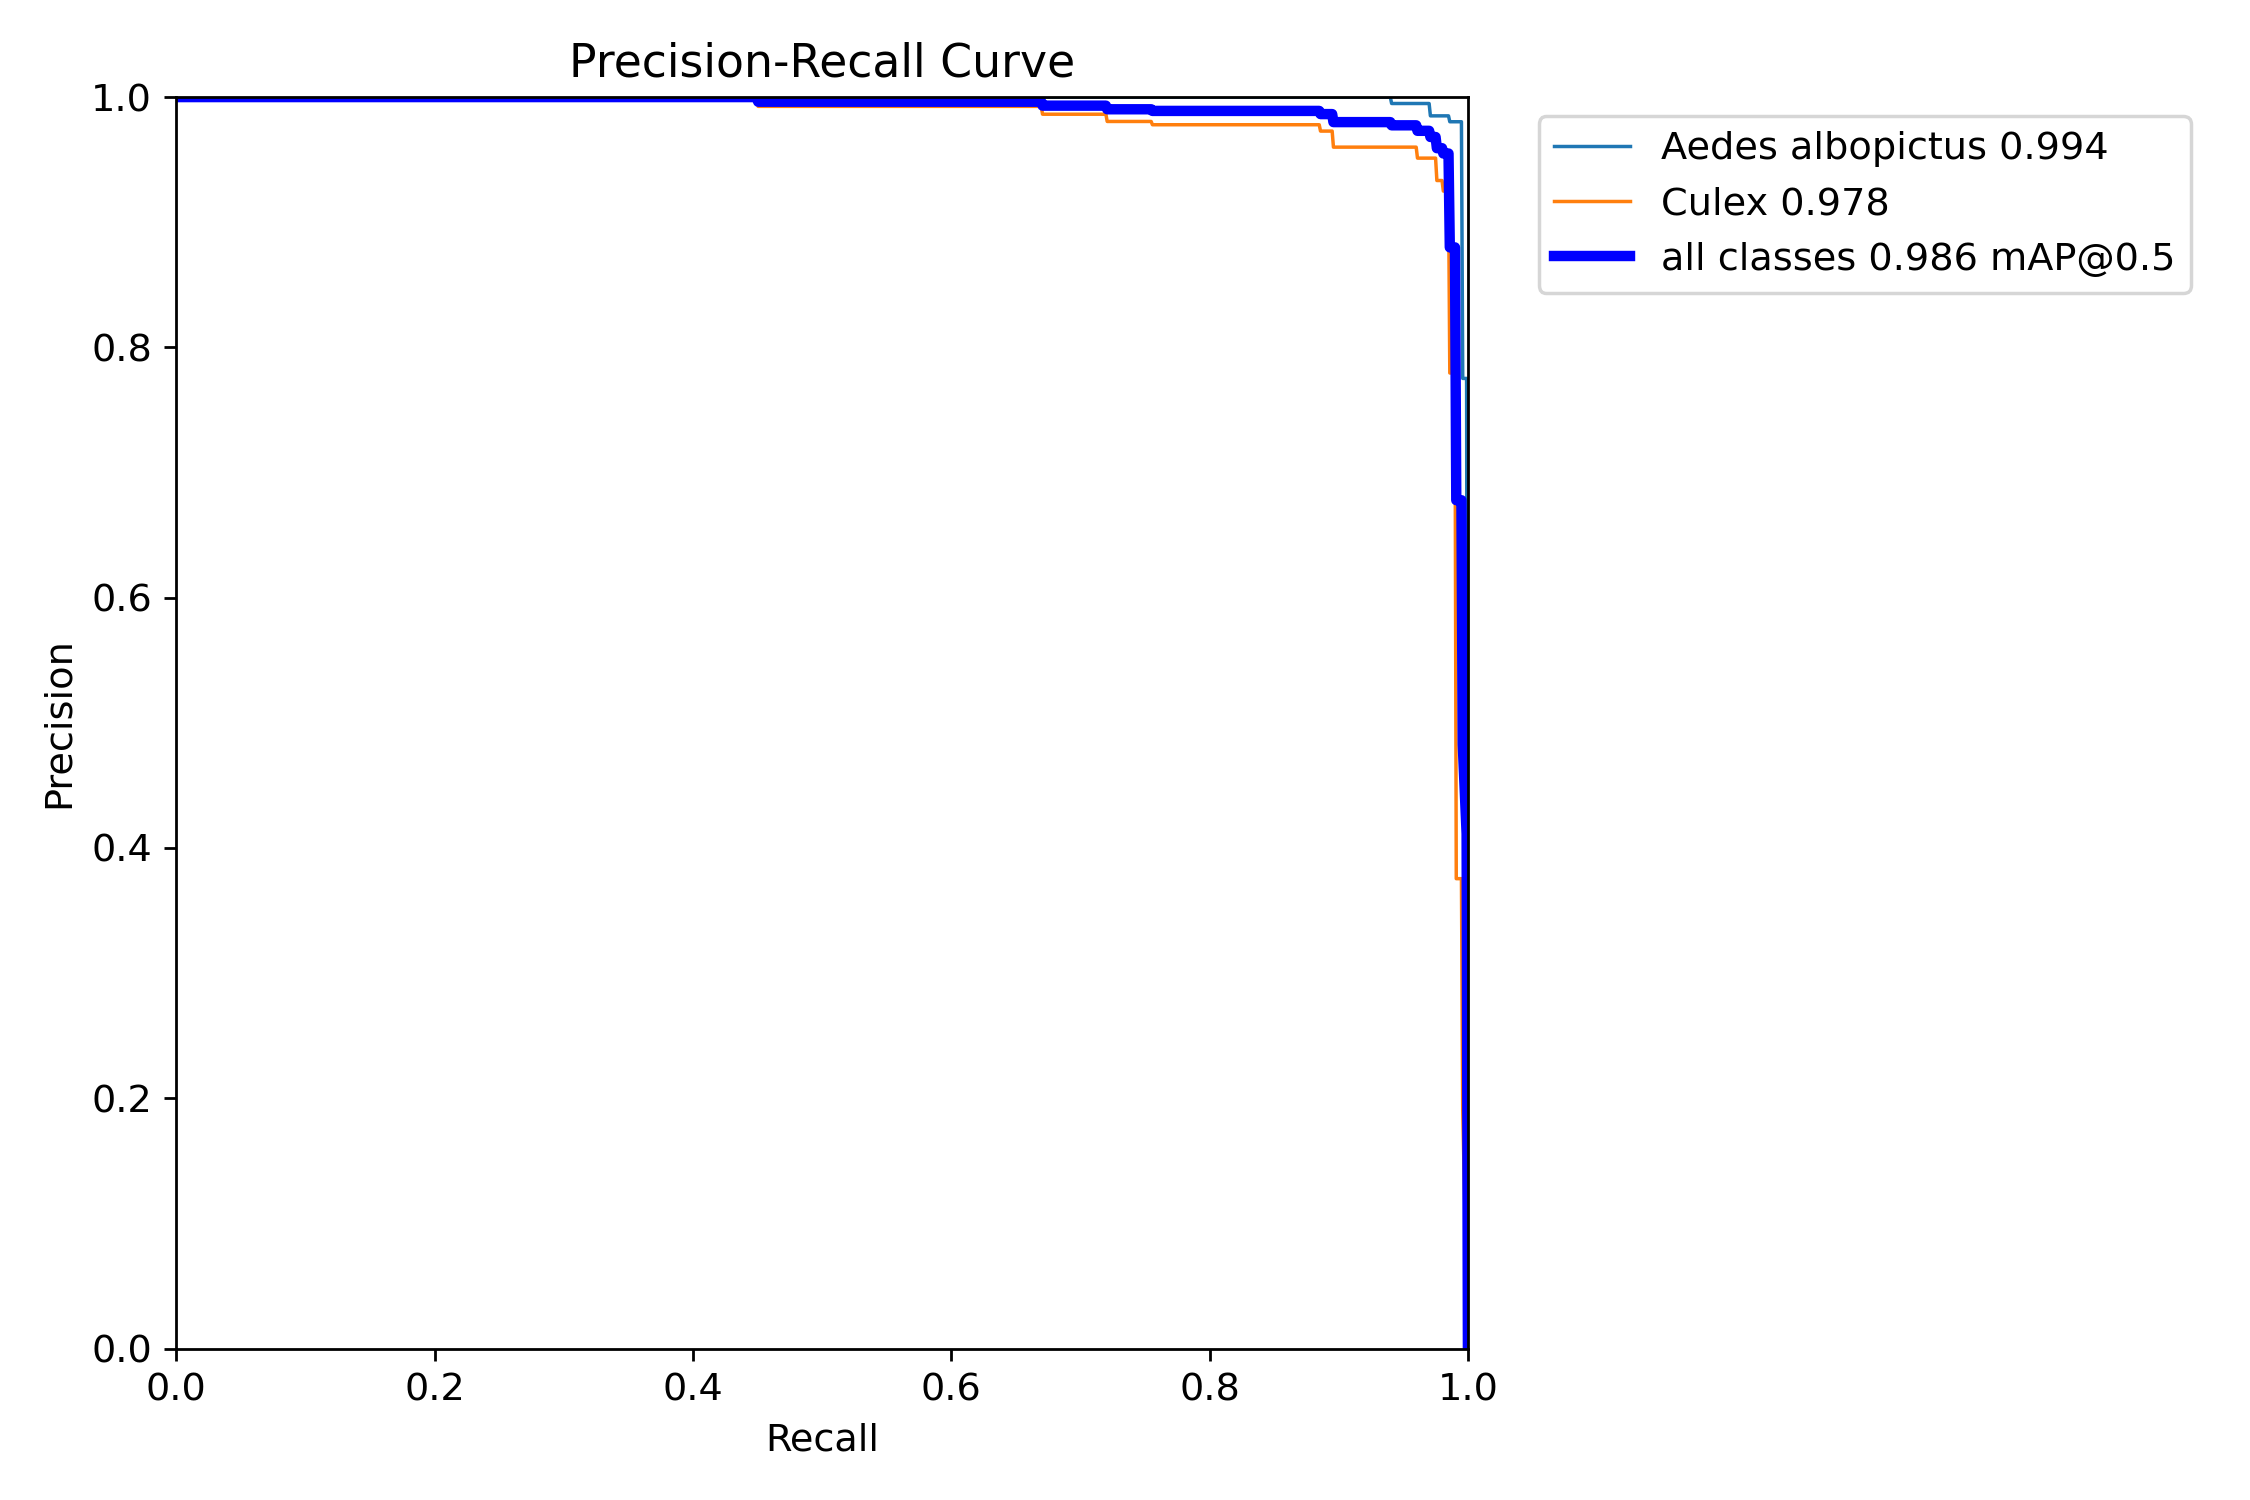 Precision-Recall Curve
1.0
0.8
0.6
0.4
0.2
0.0
Precision
0.0 0.2 0.4 0.6 0.8 1.0
Recall
Aedes albopictus 0.994
Culex 0.978
all classes 0.986 mAP@0.5